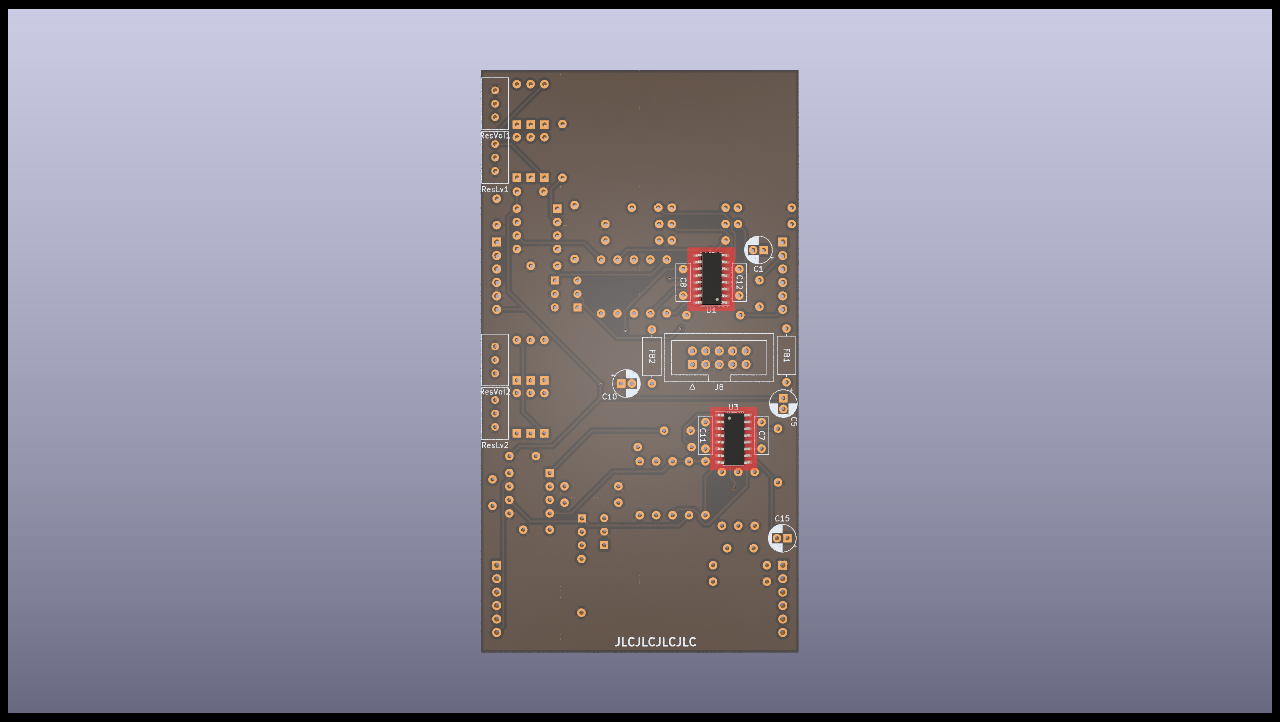 ResVol1
ResLv1
C1
C8
C12
U1
FB2
FB1
J8
ResVol2
C10
C5
U3
C11
C7
ResLv2
C15
JLCJLCJLCJLC